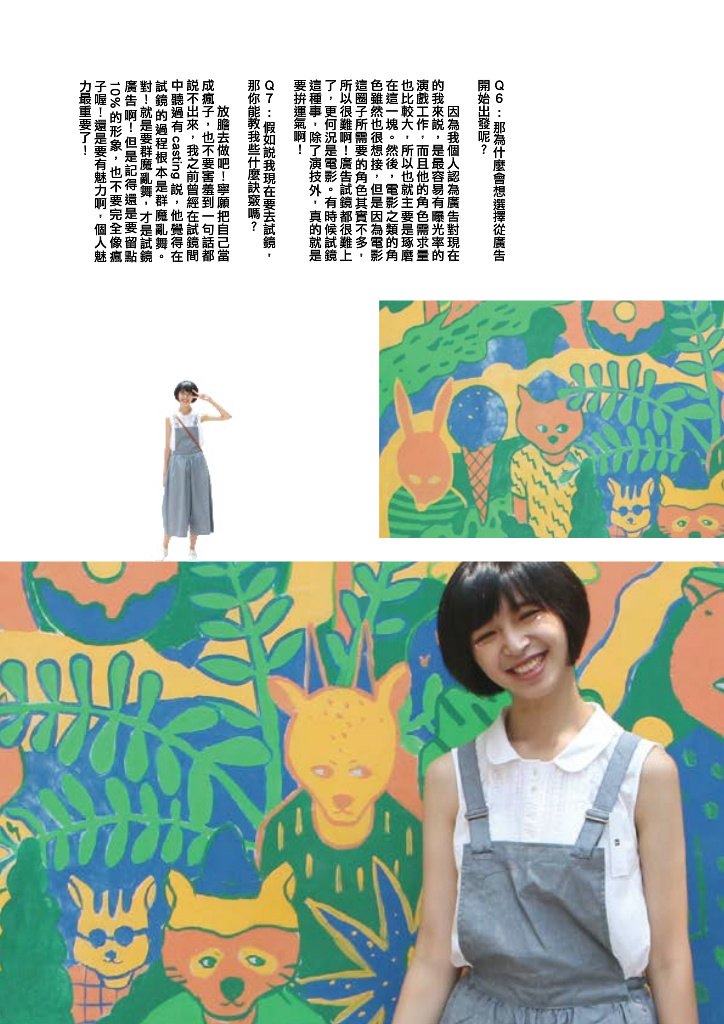 Q6：那為什麼會想選擇從廣告
開始出發呢？
因為我個人認為廣告對現在
的我來說，是最容易有曝光率的
演戲工作，而且他的角色需求量
也比較大，所以也就主要是琢磨
在這一塊。然後，電影之類的角
色雖然也很想接，但是因為電影
這圈子所需要的角色其實不多，
所以很難啊！廣告試鏡都很難上
了，更何況是電影。有時候試鏡
這種事，除了演技外，真的就是
要拚運氣啊！
Q7：假如說我現在要去試鏡，
那你能教我些什麼訣竅嗎？
放膽去做吧！寧願把自己當
成瘋子，也不要害羞到一句話都
說不出來，我之前曾經在試鏡間
中聽過有 casting 說，他覺得在
試鏡的過程根本是群魔亂舞。
對！就是要群魔亂舞，才是試鏡
廣告啊！但是記得還是要留點
10% 的形象，也不要完全像瘋
子喔！還是要有魅力啊，個人魅
力最重要了！